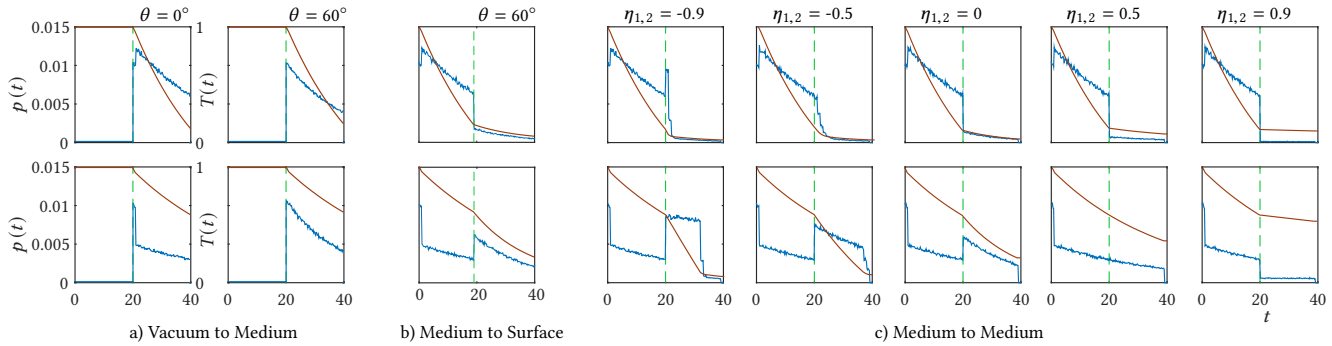 θ = 0° θ = 60° θ = 60° η1,2 = -0.9 η1,2 = -0.5 η1,2 = 0 η1,2 = 0.5 η1,2 = 0.9
0.015 1
0.01
0.005
0 0
p (t) T(t)
0.015 1
0.01
0.005
0 0
p (t) T(t)
0 20 40 0 20 40 0 20 40 0 20 40 0 20 40 0 20 40 0 20 40 0 20 40
t
a) Vacuum to Medium b) Medium to Surface c) Medium to Medium